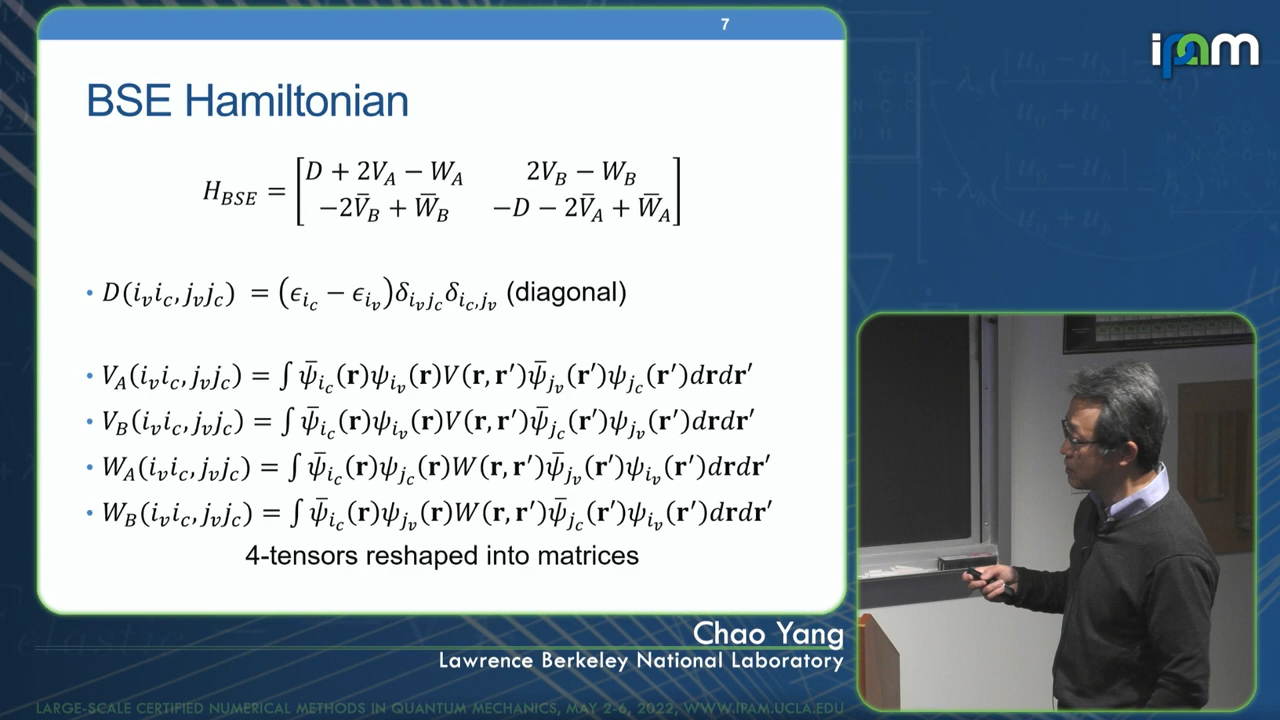 7
ipam
BSE Hamiltonian
H_{BSE} = [ D + 2V_A − W_A    2V_B − W_B
−2V̄_B + W̄_B    −D − 2V̄_A + W̄_A ]
• D(i_v i_c, j_v j_c) = (ϵ_{i_c} − ϵ_{i_v})δ_{i_v j_c}δ_{i_c,j_v} (diagonal)
• V_A(i_v i_c, j_v j_c) = ∫ ψ̄_{i_c}(r)ψ_{i_v}(r)V(r, r′)ψ̄_{j_v}(r′)ψ_{j_c}(r′)drdr′
• V_B(i_v i_c, j_v j_c) = ∫ ψ̄_{i_c}(r)ψ_{i_v}(r)V(r, r′)ψ̄_{j_c}(r′)ψ_{j_v}(r′)drdr′
• W_A(i_v i_c, j_v j_c) = ∫ ψ̄_{i_c}(r)ψ_{j_c}(r)W(r, r′)ψ̄_{j_v}(r′)ψ_{i_v}(r′)drdr′
• W_B(i_v i_c, j_v j_c) = ∫ ψ̄_{i_c}(r)ψ_{j_v}(r)W(r, r′)ψ̄_{j_c}(r′)ψ_{i_v}(r′)drdr′
4-tensors reshaped into matrices
Chao Yang
Lawrence Berkeley National Laboratory
LARGE-SCALE CERTIFIED NUMERICAL METHODS IN QUANTUM MECHANICS, MAY 2-6, 2022, WWW.IPAM.UCLA.EDU